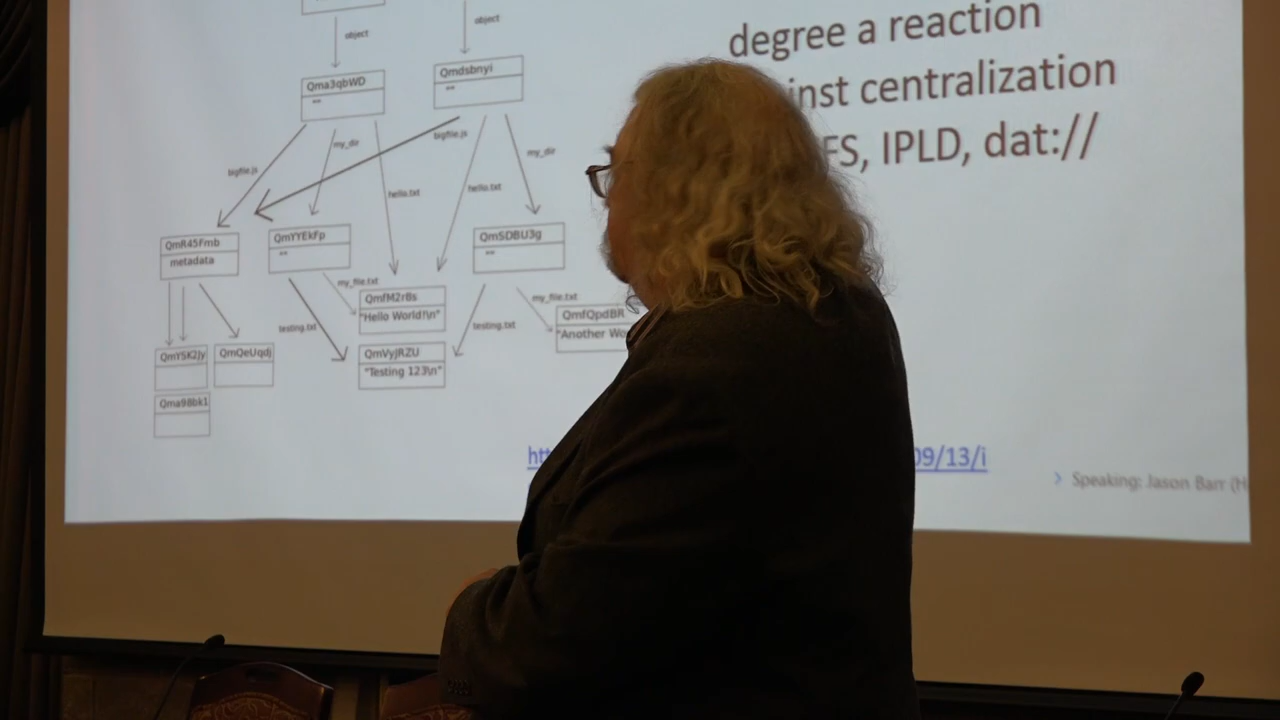 object
object
Qma3qbWD
""
Qmdsbnyi
""
bigfile.js
my_dir
hello.txt
bigfile.js
hello.txt
my_dir
QmR45Fmb
metadata
QmYYEkFp
""
QmSDBU3g
""
my_file.txt
testing.txt
QmfM2r8s
"Hello World!\n"
testing.txt
my_file.txt
QmfQpdBR
"Another
QmYSK2Jy
QmQeUqdj
QmVyJRZU
"Testing 123\n"
Qma98bk1
degree a reaction
centralization
IPLD, dat://
09/13/i
Speaking: Jason Barr